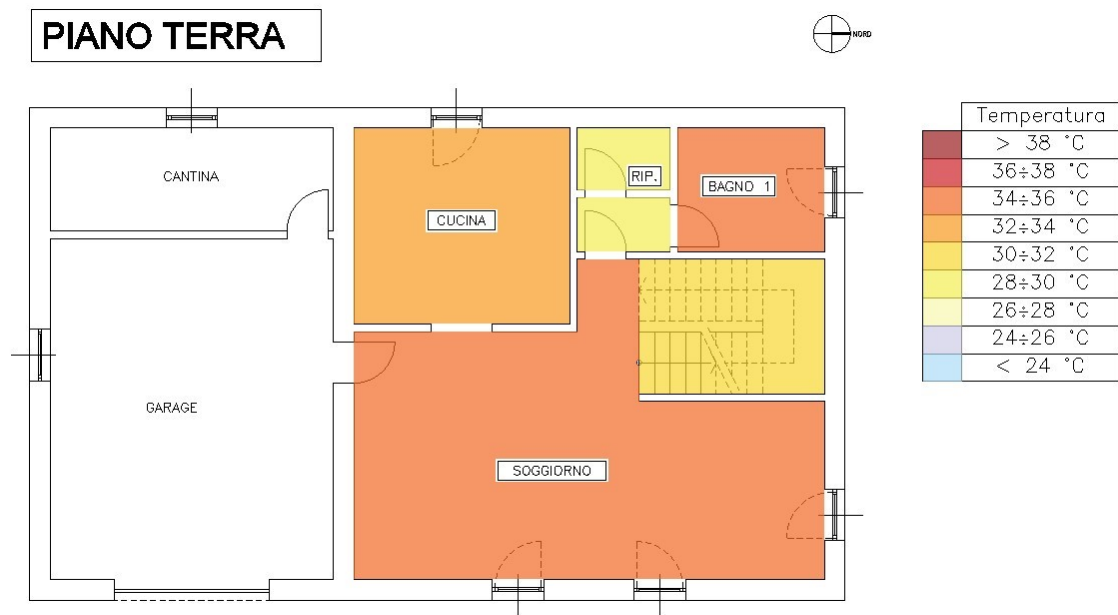 PIANO TERRA
NORD
Temperatura
> 38 °C
36÷38 °C
34÷36 °C
32÷34 °C
30÷32 °C
28÷30 °C
26÷28 °C
24÷26 °C
< 24 °C
CANTINA
CUCINA
RIP.
BAGNO 1
GARAGE
SOGGIORNO